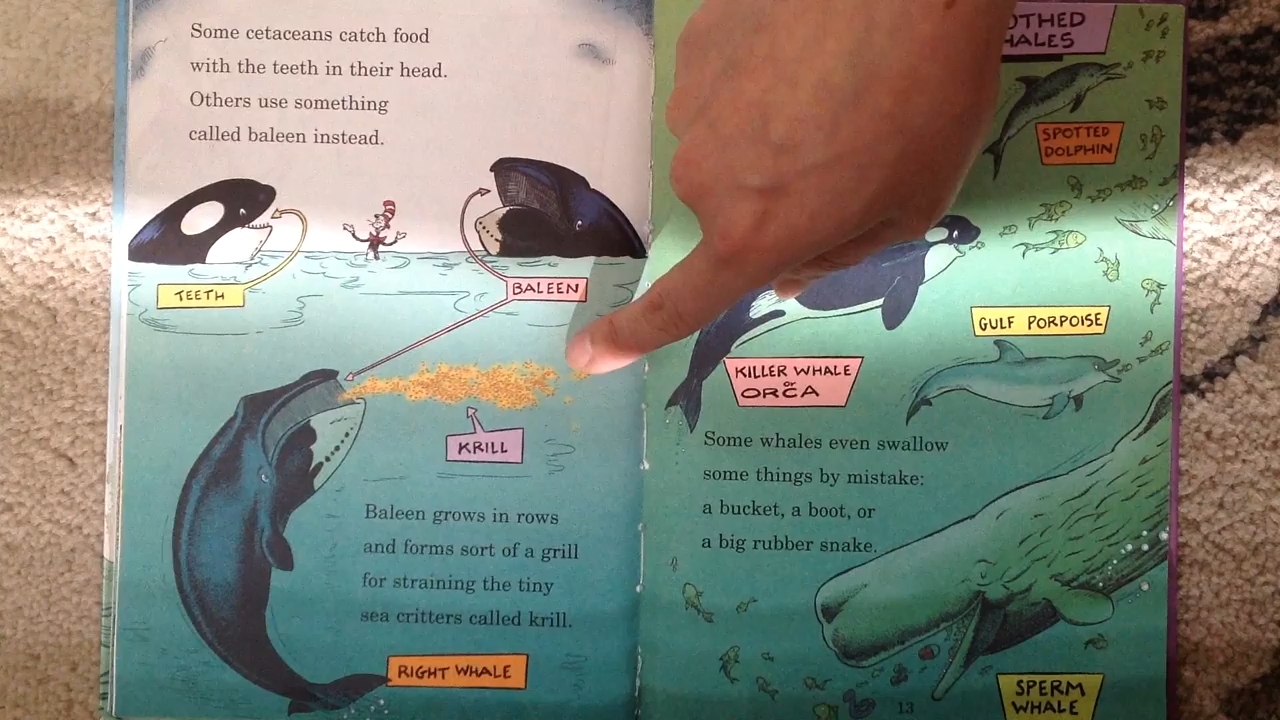 Some cetaceans catch food
with the teeth in their head.
Others use something
called baleen instead.
TEETH
BALEEN
KRILL
Baleen grows in rows
and forms sort of a grill
for straining the tiny
sea critters called krill.
RIGHT WHALE
SPOTTED
DOLPHIN
GULF PORPOISE
KILLER WHALE
or
ORCA
Some whales even swallow
some things by mistake:
a bucket, a boot, or
a big rubber snake.
SPERM
WHALE
13